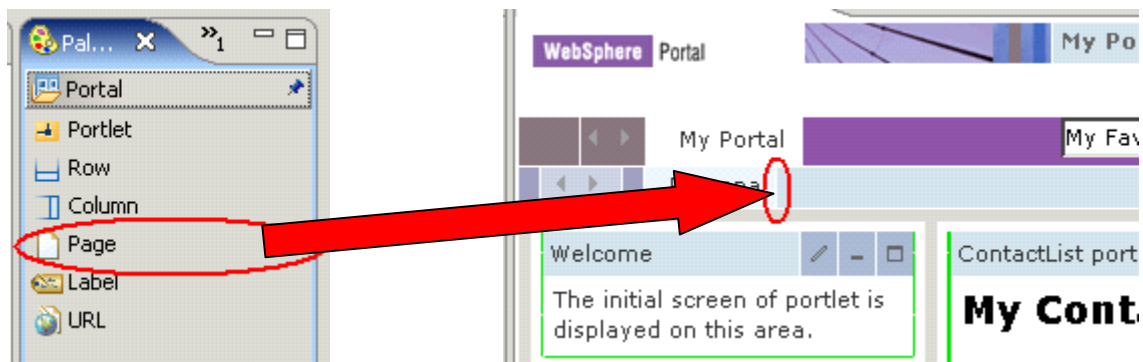 Pal...
»1
Portal
Portlet
Row
Column
Page
Label
URL
WebSphere Portal
My Po
My Portal
My Fav
Welcome
The initial screen of portlet is
displayed on this area.
ContactList port
My Conta